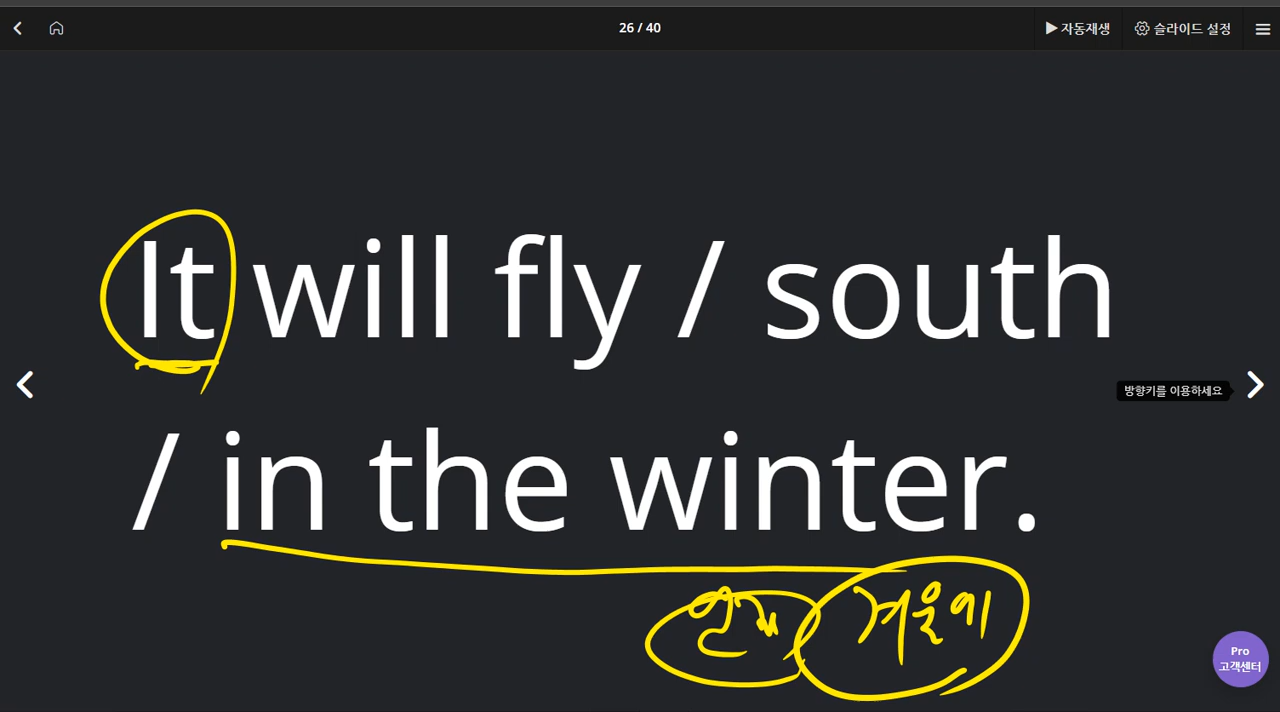 26 / 40
▶ 자동재생
슬라이드 설정
It will fly / south
방향키를 이용하세요
/ in the winter.
언제
겨울에
Pro
고객센터